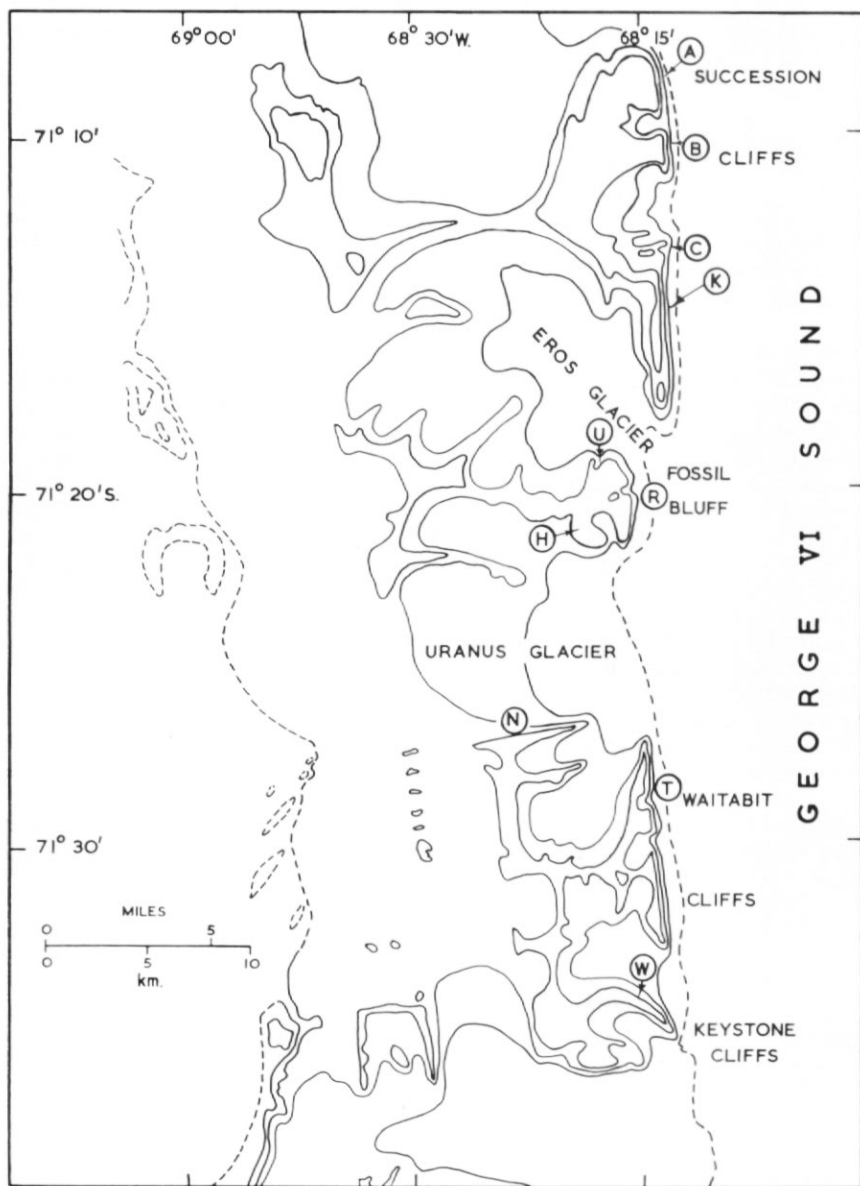 69° 00'
68° 30' W.
68° 15'
A
SUCCESSION
71° 10'
B
CLIFFS
C
K
EROS GLACIER
U
FOSSIL
71° 20' S.
R
BLUFF
H
GEORGE VI SOUND
URANUS GLACIER
N
T
WAITABIT
71° 30'
MILES
CLIFFS
0 5
0 5 10
km.
W
KEYSTONE
CLIFFS